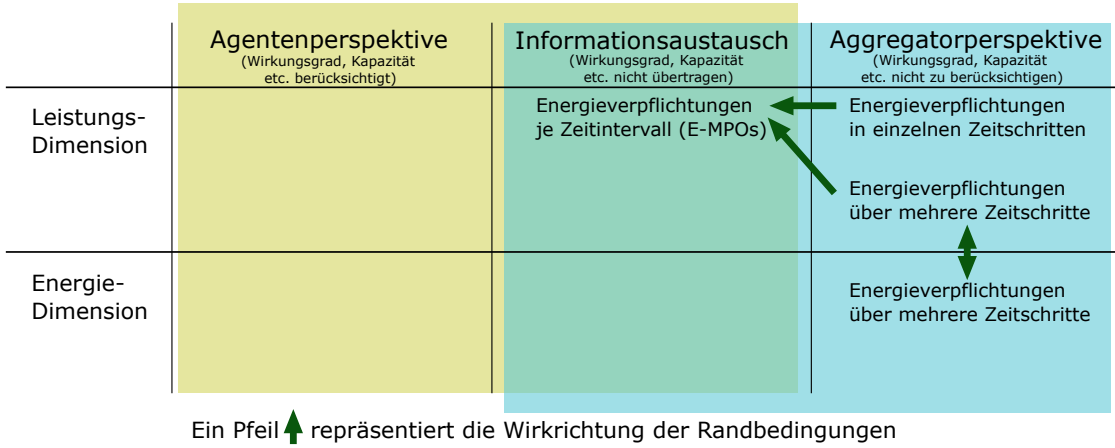 Agentenperspektive
(Wirkungsgrad, Kapazität
etc. berücksichtigt)
Informationsaustausch
(Wirkungsgrad, Kapazität
etc. nicht übertragen)
Aggregatorperspektive
(Wirkungsgrad, Kapazität
etc. nicht zu berücksichtigen)
Leistungs-
Dimension
Energieverpflichtungen
je Zeitintervall (E-MPOs)
Energieverpflichtungen
in einzelnen Zeitschritten
Energieverpflichtungen
über mehrere Zeitschritte
Energie-
Dimension
Energieverpflichtungen
über mehrere Zeitschritte
Ein Pfeil repräsentiert die Wirkrichtung der Randbedingungen